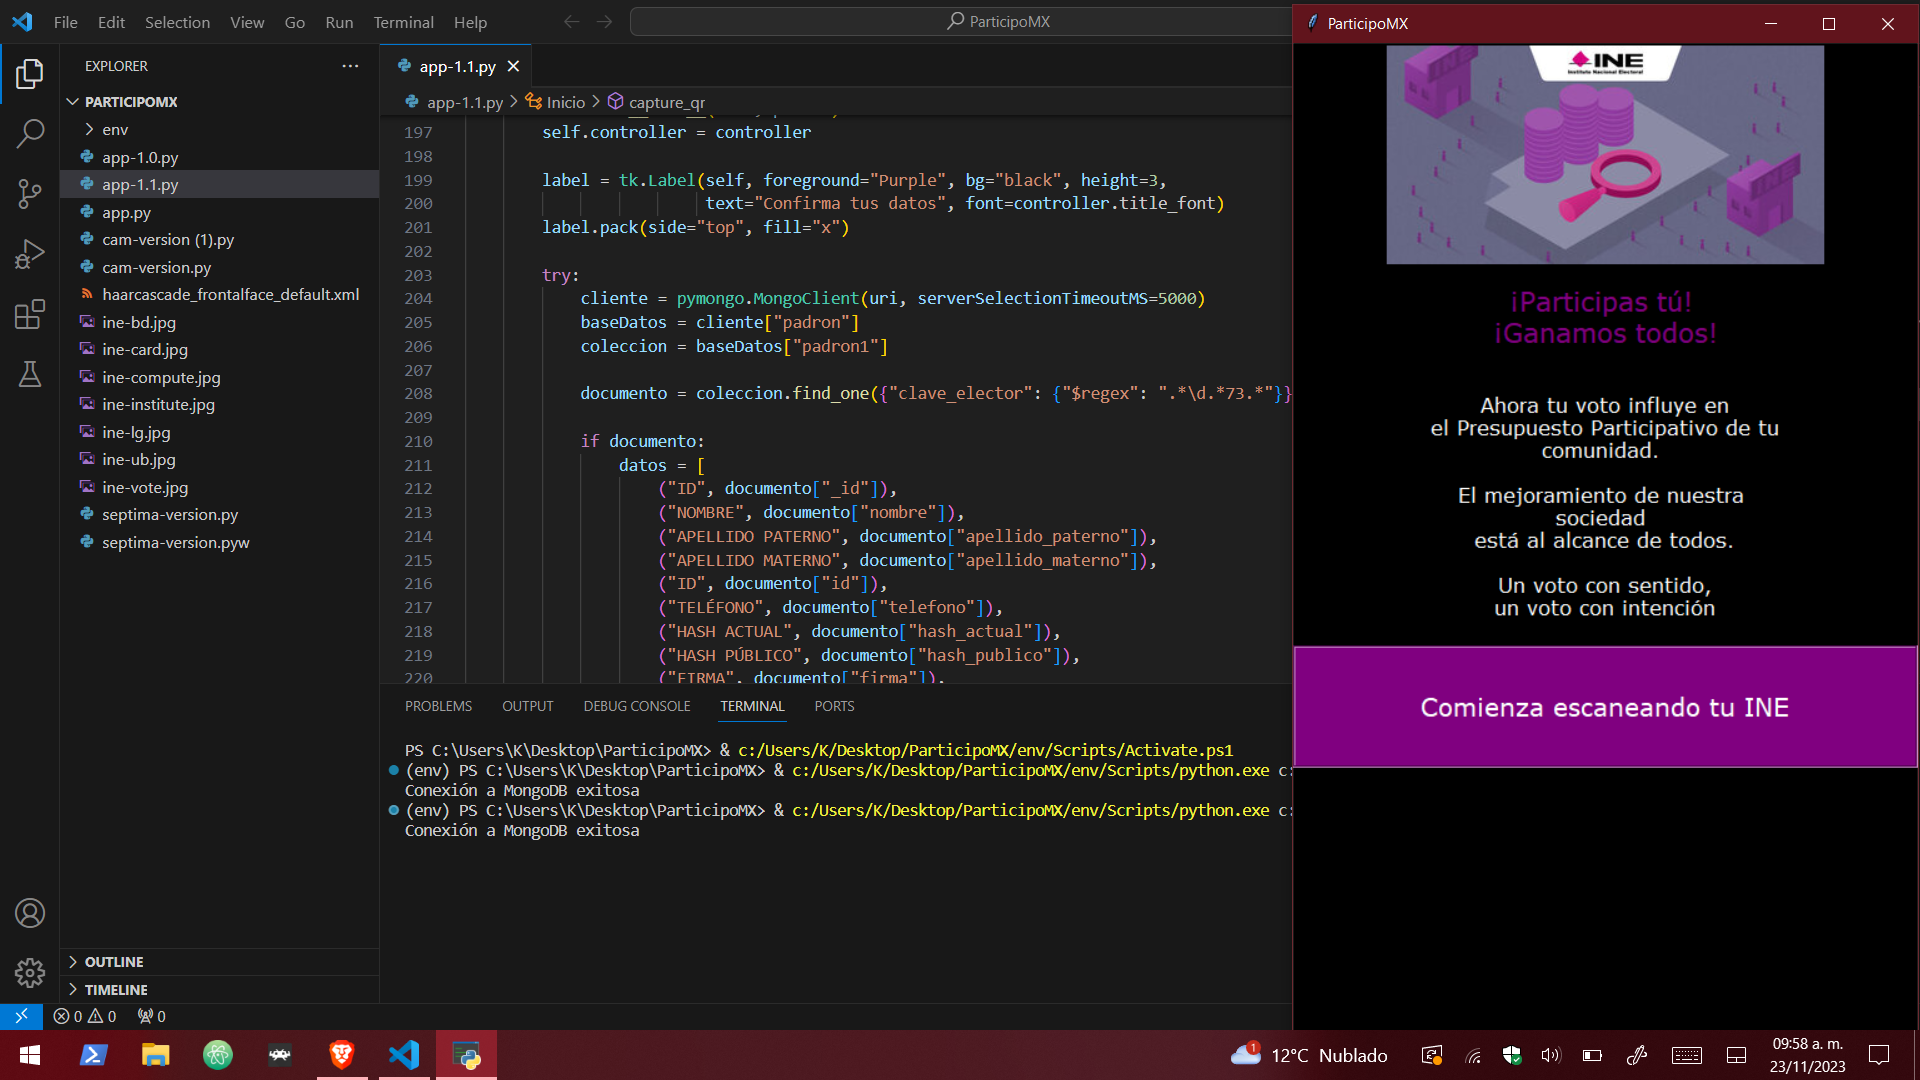 File Edit Selection View Go Run Terminal Help
ParticipoMX
EXPLORER
PARTICIPOMX
env
app-1.0.py
app-1.1.py
app.py
cam-version (1).py
cam-version.py
haarcascade_frontalface_default.xml
ine-bd.jpg
ine-card.jpg
ine-compute.jpg
ine-institute.jpg
ine-lg.jpg
ine-ub.jpg
ine-vote.jpg
septima-version.py
septima-version.pyw
OUTLINE
TIMELINE
app-1.1.py
app-1.1.py Inicio capture_qr
197 self.controller = controller
198
199 label = tk.Label(self, foreground="Purple", bg="black", height=3,
200 text="Confirma tus datos", font=controller.title_font)
201 label.pack(side="top", fill="x")
202
203 try:
204 cliente = pymongo.MongoClient(uri, serverSelectionTimeoutMS=5000)
205 baseDatos = cliente["padron"]
206 coleccion = baseDatos["padron1"]
207
208 documento = coleccion.find_one({"clave_elector": {"$regex": ".*\d.*73.*"}}
209
210 if documento:
211 datos = [
212 ("ID", documento["_id"]),
213 ("NOMBRE", documento["nombre"]),
214 ("APELLIDO PATERNO", documento["apellido_paterno"]),
215 ("APELLIDO MATERNO", documento["apellido_materno"]),
216 ("ID", documento["id"]),
217 ("TELÉFONO", documento["telefono"]),
218 ("HASH ACTUAL", documento["hash_actual"]),
219 ("HASH PÚBLICO", documento["hash_publico"]),
220 ("FIRMA", documento["firma"]),
PROBLEMS OUTPUT DEBUG CONSOLE TERMINAL PORTS
PS C:\Users\K\Desktop\ParticipoMX> & c:/Users/K/Desktop/ParticipoMX/env/Scripts/Activate.ps1
(env) PS C:\Users\K\Desktop\ParticipoMX> & c:/Users/K/Desktop/ParticipoMX/env/Scripts/python.exe c:
Conexión a MongoDB exitosa
(env) PS C:\Users\K\Desktop\ParticipoMX> & c:/Users/K/Desktop/ParticipoMX/env/Scripts/python.exe c:
Conexión a MongoDB exitosa
0 0 0
ParticipoMX
INE
Instituto Nacional Electoral
INE
INE
¡Participas tú!
¡Ganamos todos!
Ahora tu voto influye en
el Presupuesto Participativo de tu
comunidad.
El mejoramiento de nuestra
sociedad
está al alcance de todos.
Un voto con sentido,
un voto con intención
Comienza escaneando tu INE
1
12°C Nublado
09:58 a. m.
23/11/2023